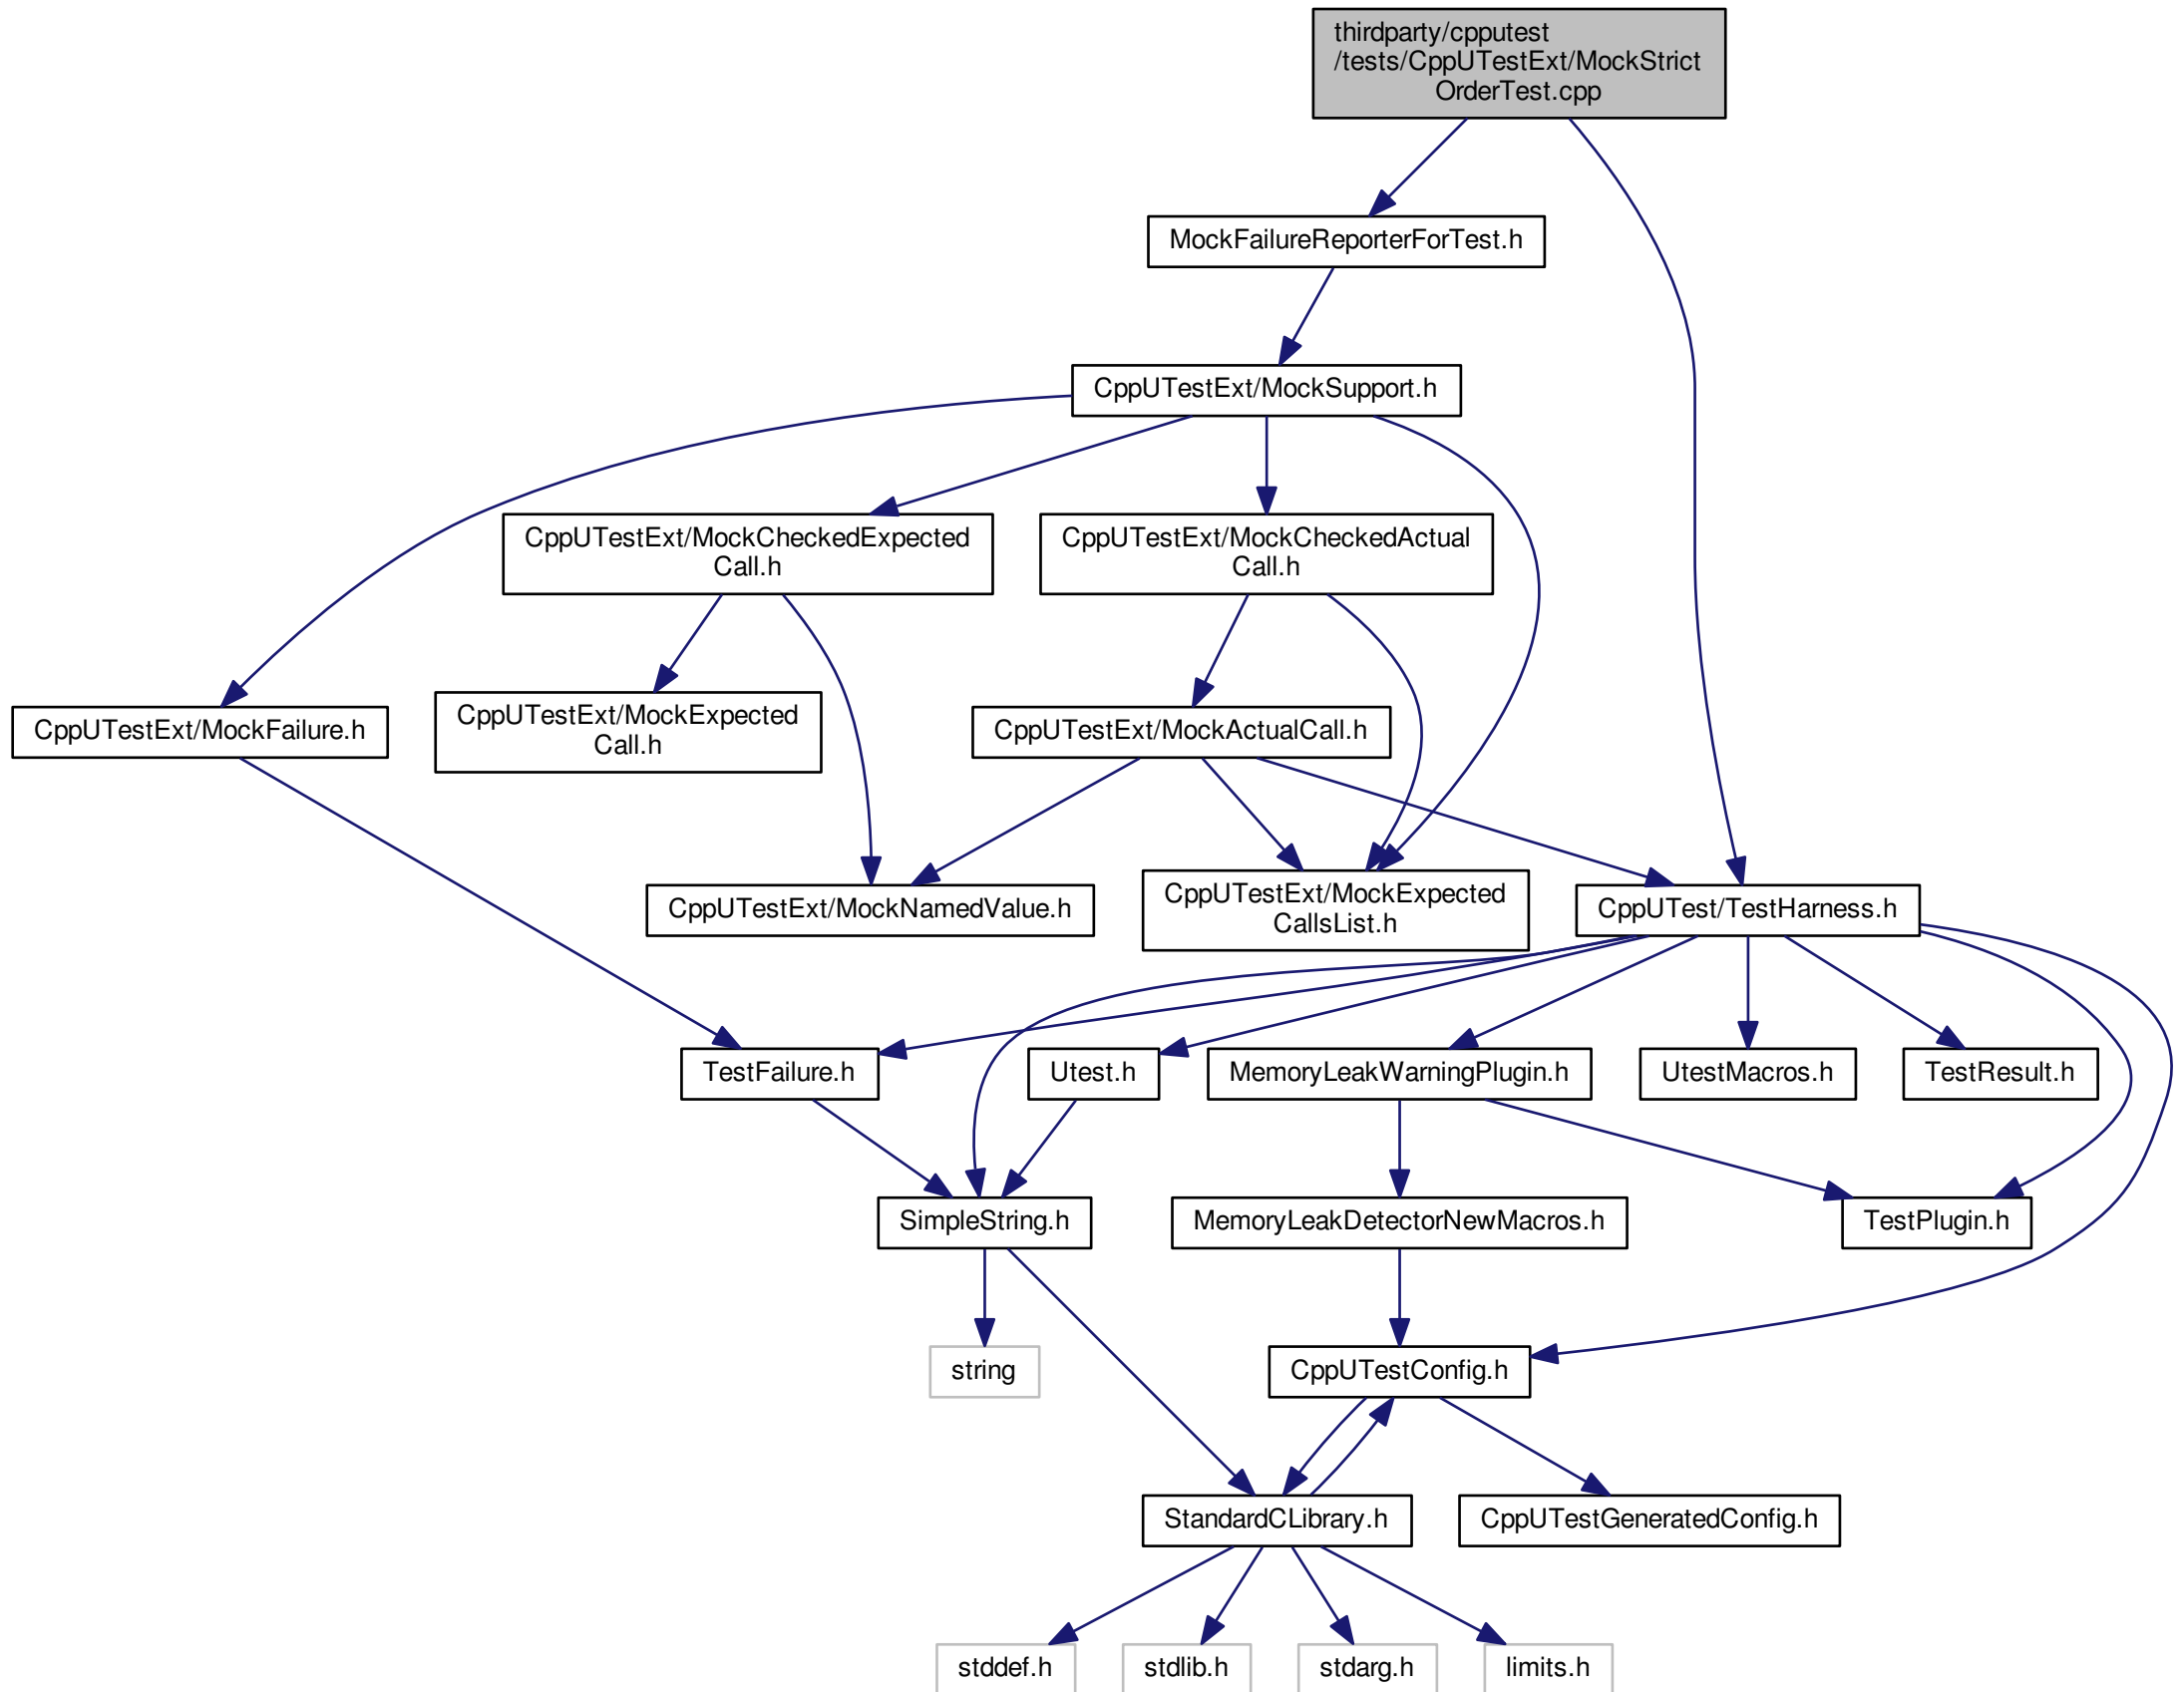 thirdparty/cpputest
/tests/CppUTestExt/MockStrict
OrderTest.cpp
MockFailureReporterForTest.h
CppUTestExt/MockSupport.h
CppUTestExt/MockCheckedExpected
Call.h
CppUTestExt/MockCheckedActual
Call.h
CppUTestExt/MockFailure.h
CppUTestExt/MockExpected
Call.h
CppUTestExt/MockActualCall.h
CppUTestExt/MockNamedValue.h
CppUTestExt/MockExpected
CallsList.h
CppUTest/TestHarness.h
TestFailure.h
Utest.h
MemoryLeakWarningPlugin.h
UtestMacros.h
TestResult.h
SimpleString.h
MemoryLeakDetectorNewMacros.h
TestPlugin.h
string
CppUTestConfig.h
StandardCLibrary.h
CppUTestGeneratedConfig.h
stddef.h
stdlib.h
stdarg.h
limits.h